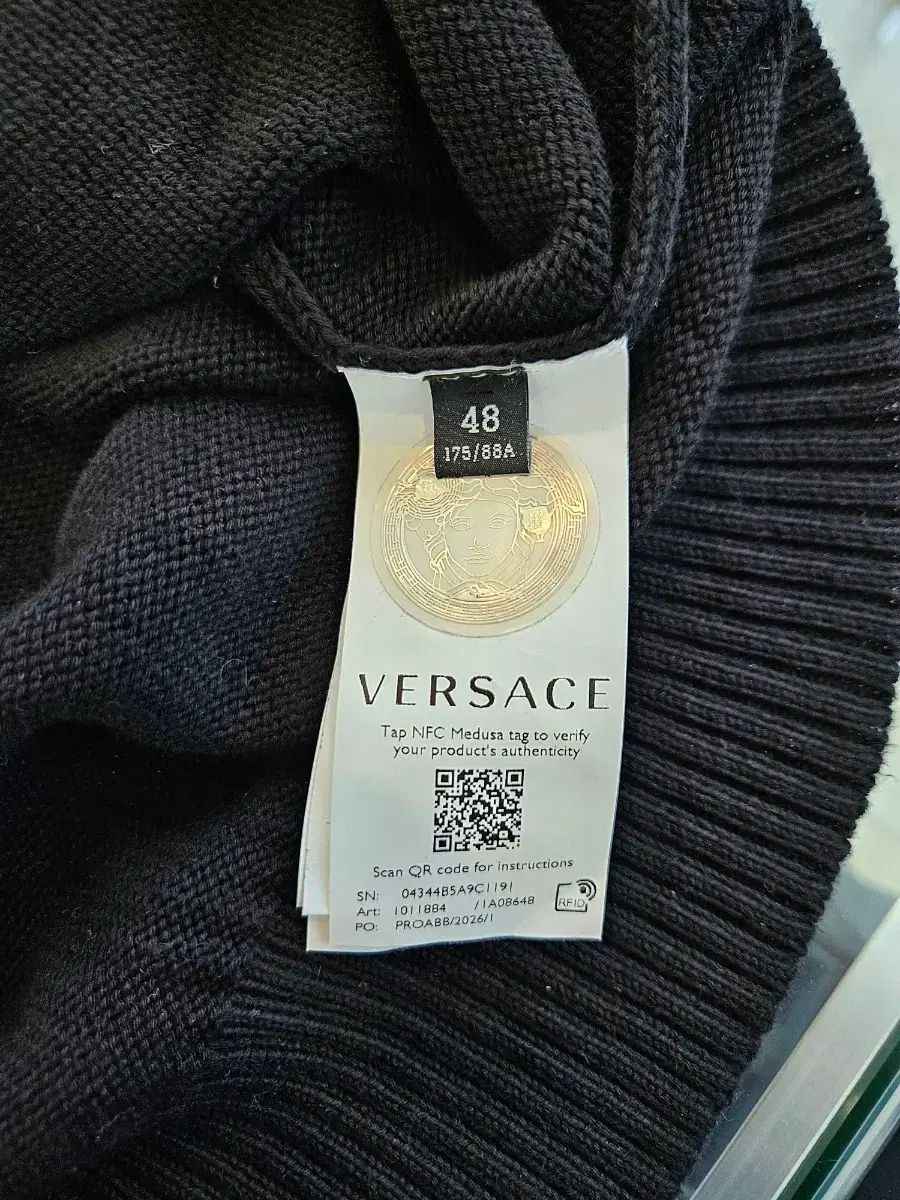 48
175/88A
VERSACE
Tap NFC Medusa tag to verify
your product's authenticity
Scan QR code for instructions
SN: 04344B5A9C1191
Art: 1011884 /1A08648
PO: PROABB/2026/1
RFID